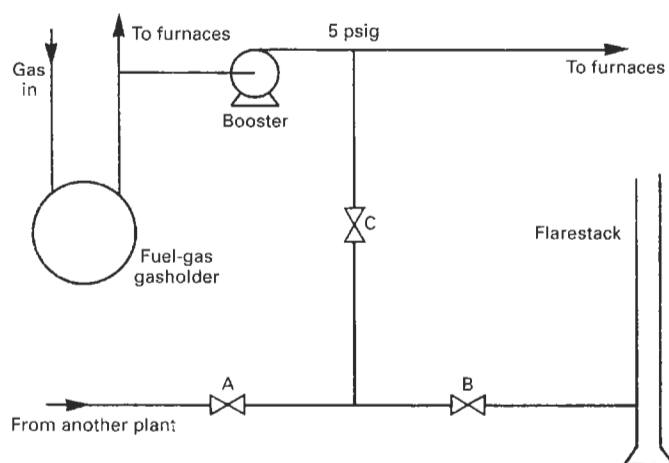 To furnaces
5 psig
Gas
in
To furnaces
Booster
C
Flarestack
Fuel-gas
gasholder
A
B
From another plant